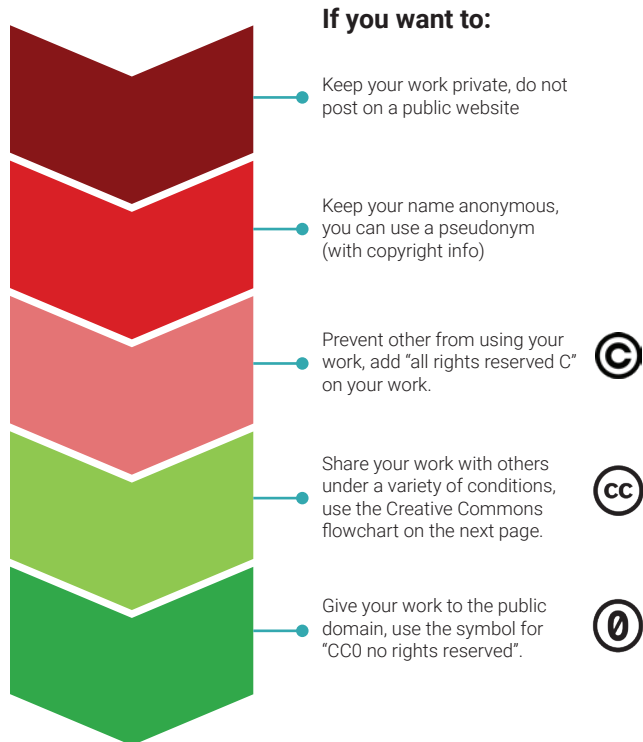 If you want to:
Keep your work private, do not
post on a public website
Keep your name anonymous,
you can use a pseudonym
(with copyright info)
Prevent other from using your
work, add “all rights reserved C”
on your work.
C
Share your work with others
under a variety of conditions,
use the Creative Commons
flowchart on the next page.
cc
Give your work to the public
domain, use the symbol for
“CC0 no rights reserved”.
0